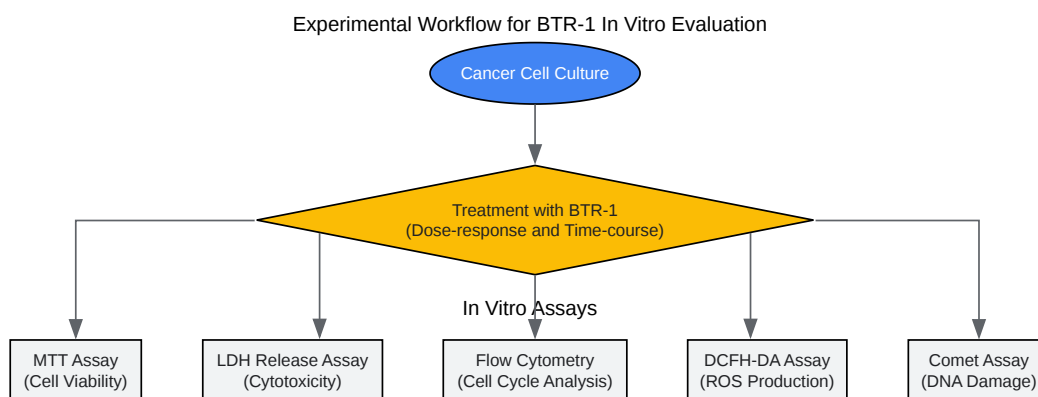 Experimental Workflow for BTR-1 In Vitro Evaluation
Cancer Cell Culture
Treatment with BTR-1
(Dose-response and Time-course)
In Vitro Assays
MTT Assay
(Cell Viability)
LDH Release Assay
(Cytotoxicity)
Flow Cytometry
(Cell Cycle Analysis)
DCFH-DA Assay
(ROS Production)
Comet Assay
(DNA Damage)